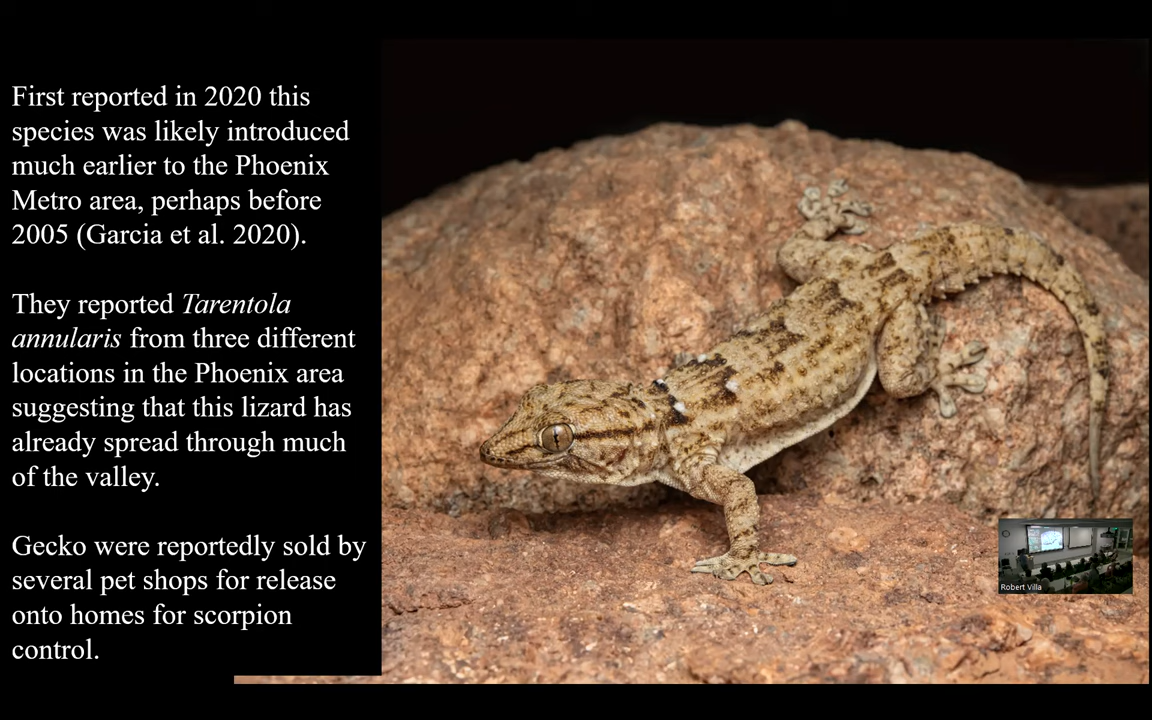 First reported in 2020 this
species was likely introduced
much earlier to the Phoenix
Metro area, perhaps before
2005 (Garcia et al. 2020).
They reported Tarentola
annularis from three different
locations in the Phoenix area
suggesting that this lizard has
already spread through much
of the valley.
Gecko were reportedly sold by
several pet shops for release
onto homes for scorpion
control.
Robert Villa